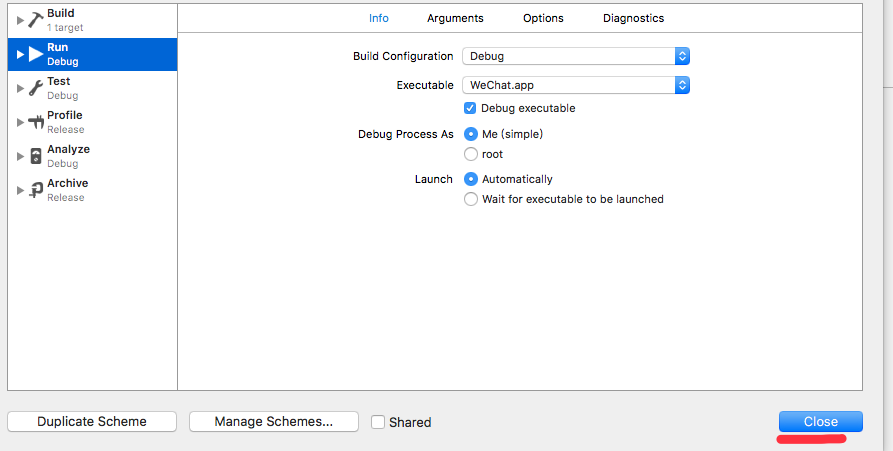 Build
1 target
Run
Debug
Test
Debug
Profile
Release
Analyze
Debug
Archive
Release
Info Arguments Options Diagnostics
Build Configuration Debug
Executable WeChat.app
Debug executable
Debug Process As Me (simple)
root
Launch Automatically
Wait for executable to be launched
Duplicate Scheme Manage Schemes... Shared Close